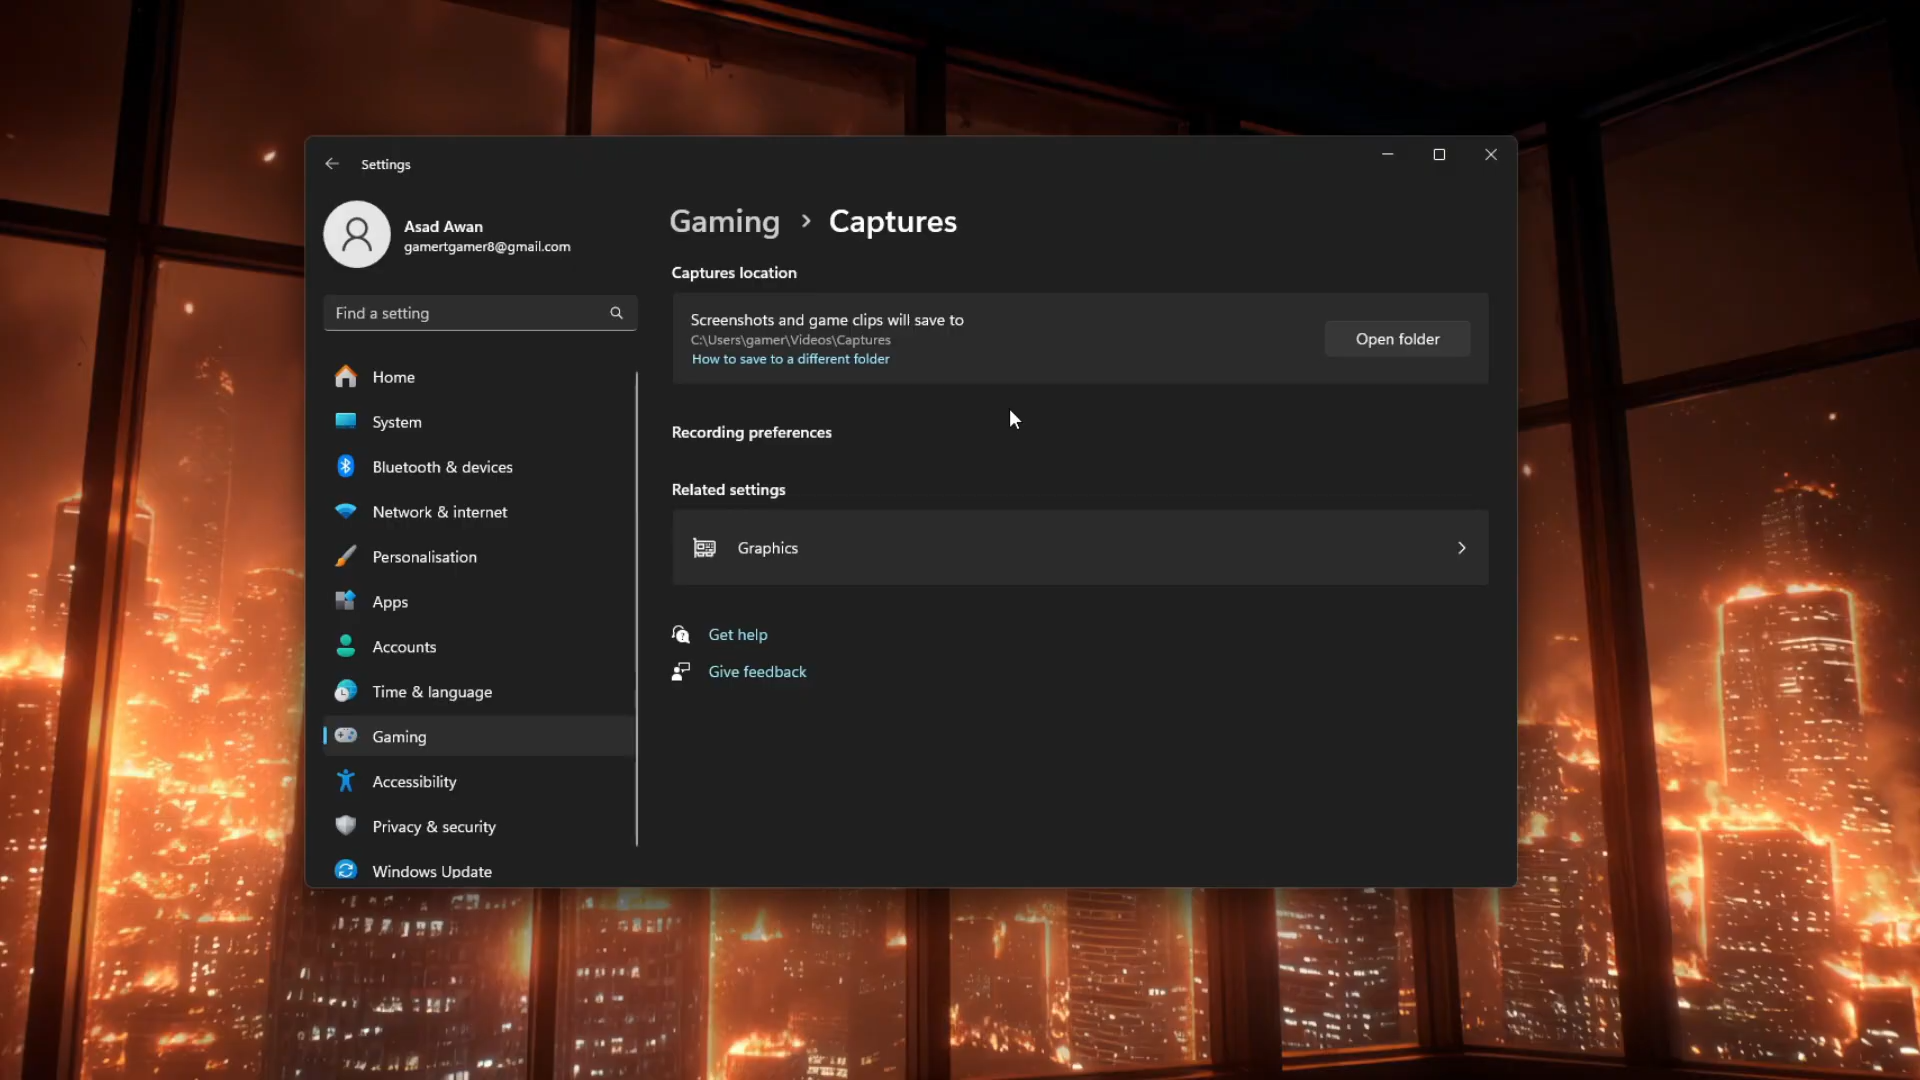 Settings
Asad Awan
gamertgamer8@gmail.com
Find a setting
Home
System
Bluetooth & devices
Network & internet
Personalisation
Apps
Accounts
Time & language
Gaming
Accessibility
Privacy & security
Windows Update
Gaming > Captures
Captures location
Screenshots and game clips will save to
C:\Users\gamer\Videos\Captures
How to save to a different folder
Open folder
Recording preferences
Related settings
Graphics
Get help
Give feedback